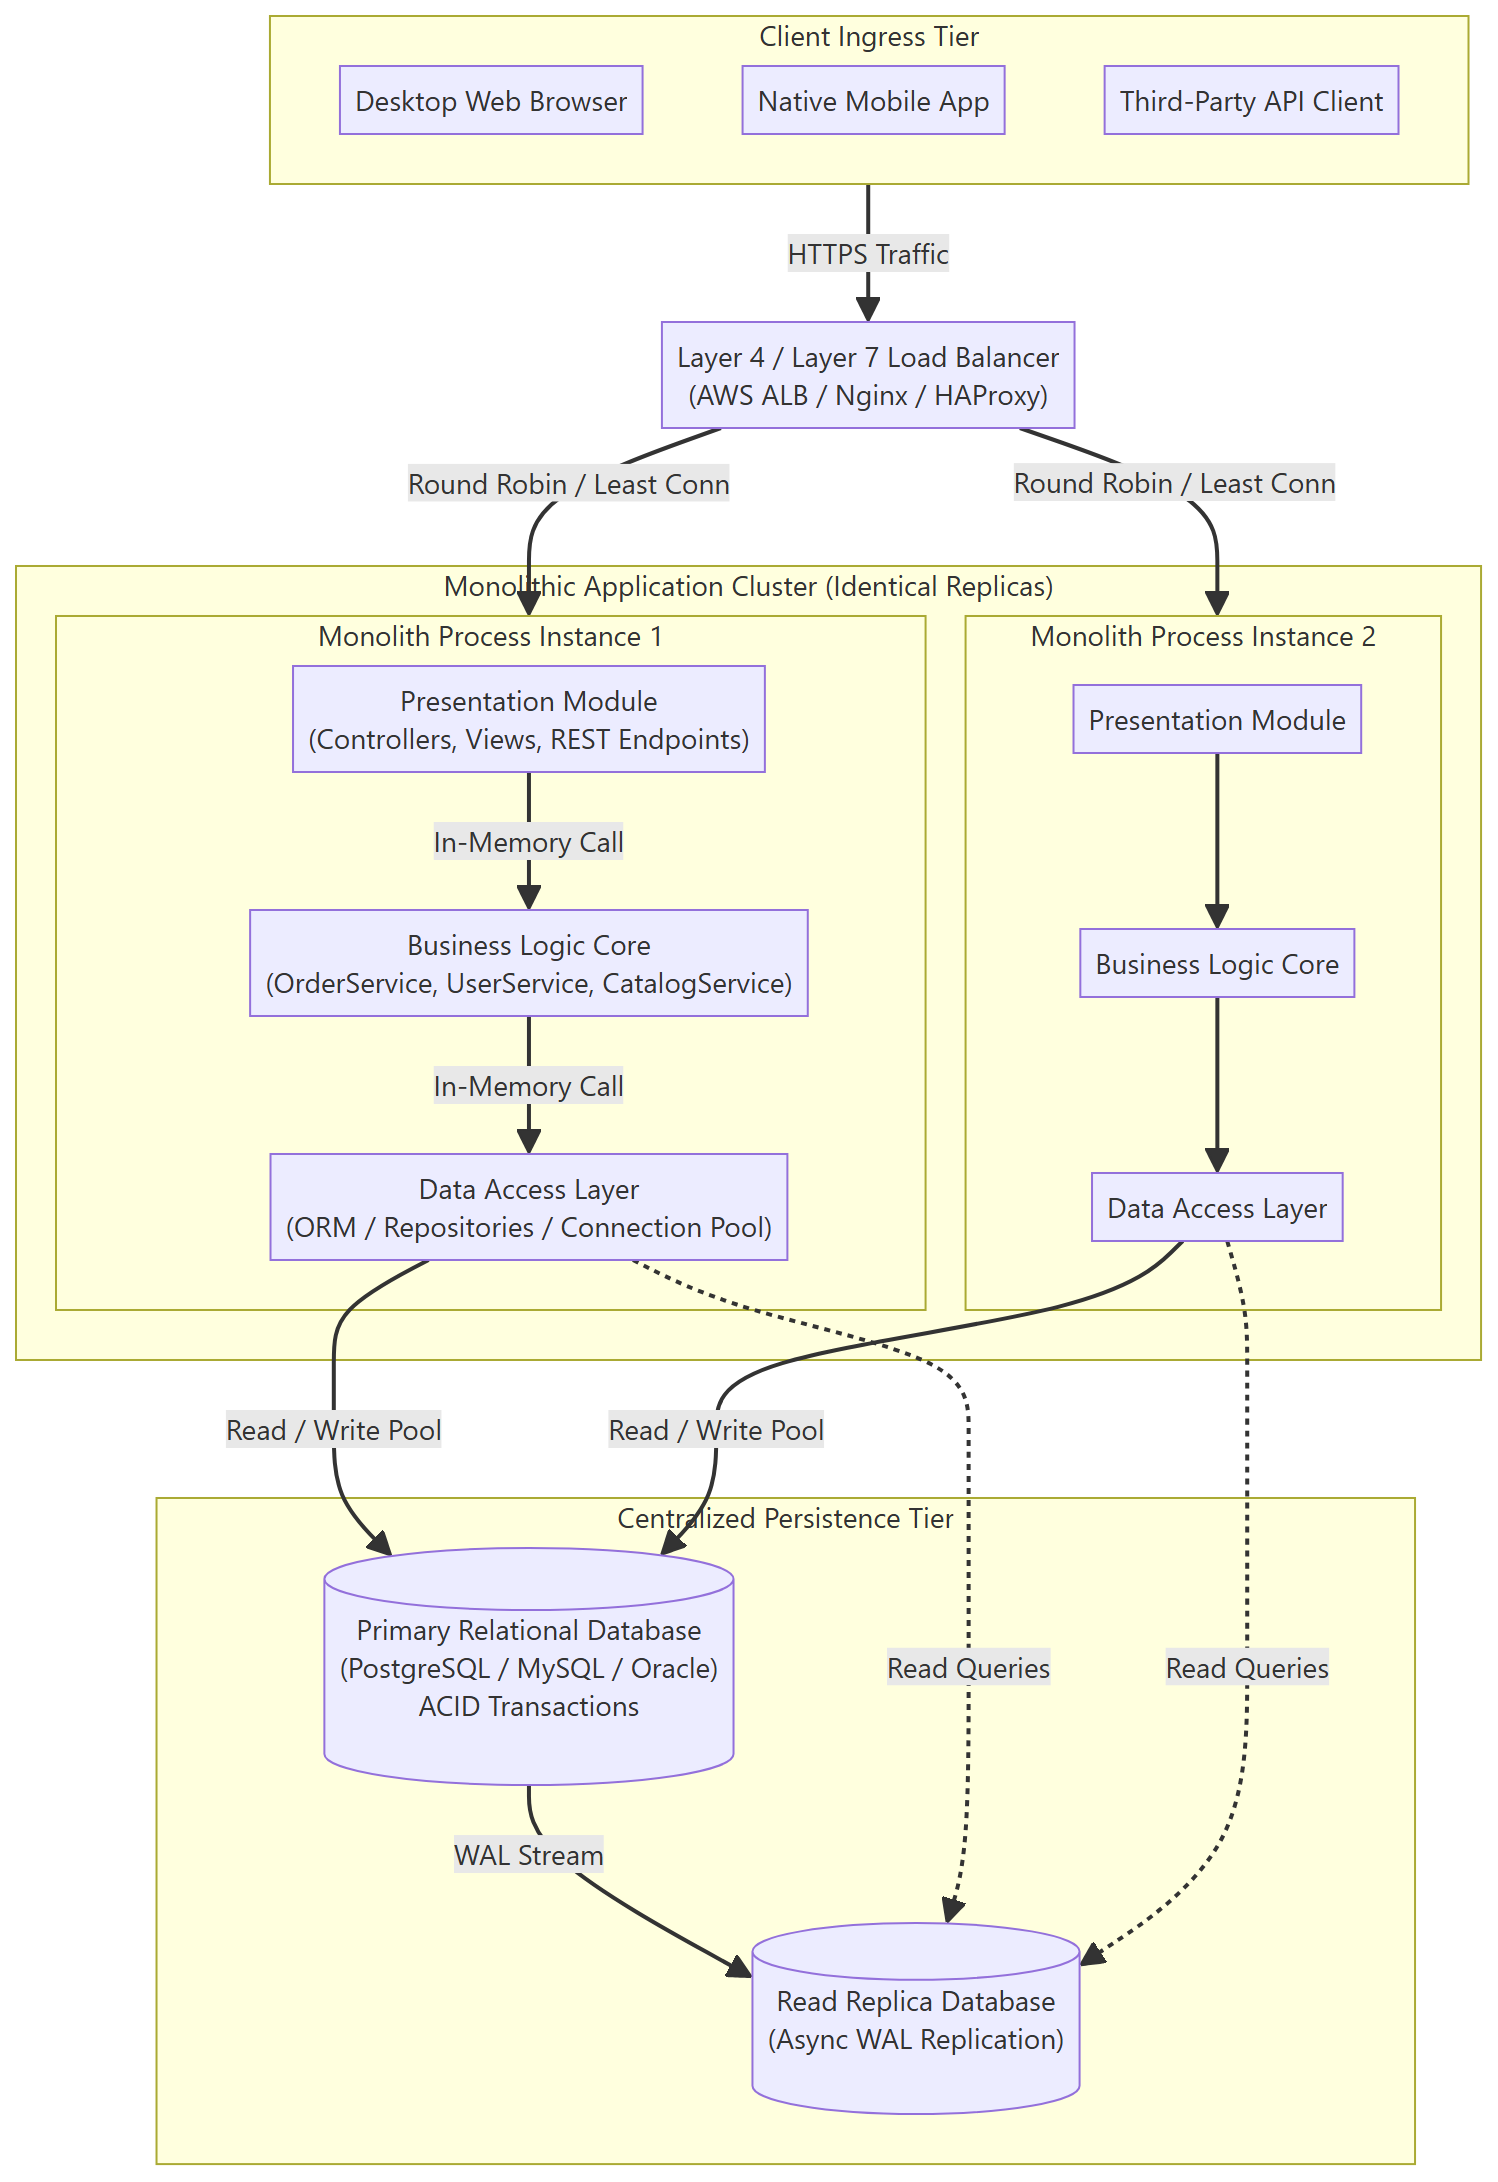 Client Ingress Tier
Desktop Web Browser
Native Mobile App
Third-Party API Client
HTTPS Traffic
Layer 4 / Layer 7 Load Balancer
(AWS ALB / Nginx / HAProxy)
Round Robin / Least Conn
Round Robin / Least Conn
Monolithic Application Cluster (Identical Replicas)
Monolith Process Instance 1
Presentation Module
(Controllers, Views, REST Endpoints)
In-Memory Call
Business Logic Core
(OrderService, UserService, CatalogService)
In-Memory Call
Data Access Layer
(ORM / Repositories / Connection Pool)
Monolith Process Instance 2
Presentation Module
Business Logic Core
Data Access Layer
Read / Write Pool
Read / Write Pool
Centralized Persistence Tier
Primary Relational Database
(PostgreSQL / MySQL / Oracle)
ACID Transactions
Read Queries
Read Queries
WAL Stream
Read Replica Database
(Async WAL Replication)